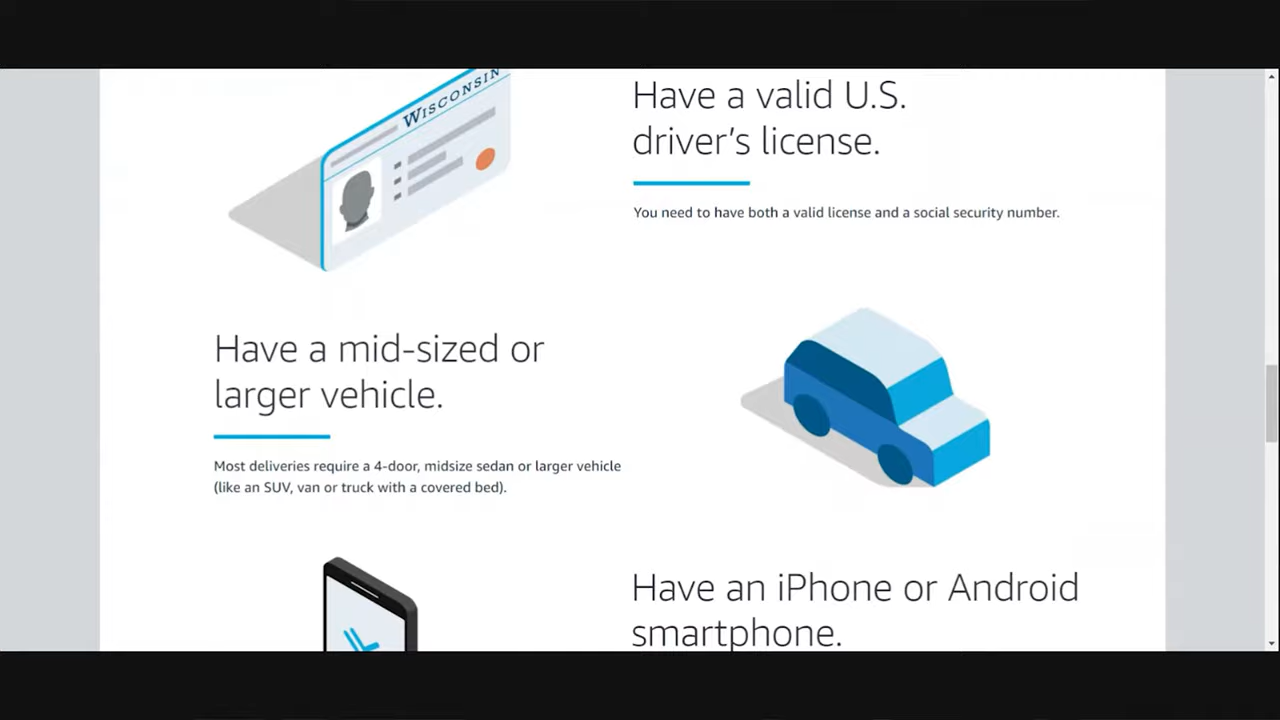 WISCONSIN
Have a valid U.S.
driver's license.
You need to have both a valid license and a social security number.
Have a mid-sized or
larger vehicle.
Most deliveries require a 4-door, midsize sedan or larger vehicle
(like an SUV, van or truck with a covered bed).
Have an iPhone or Android
smartphone.